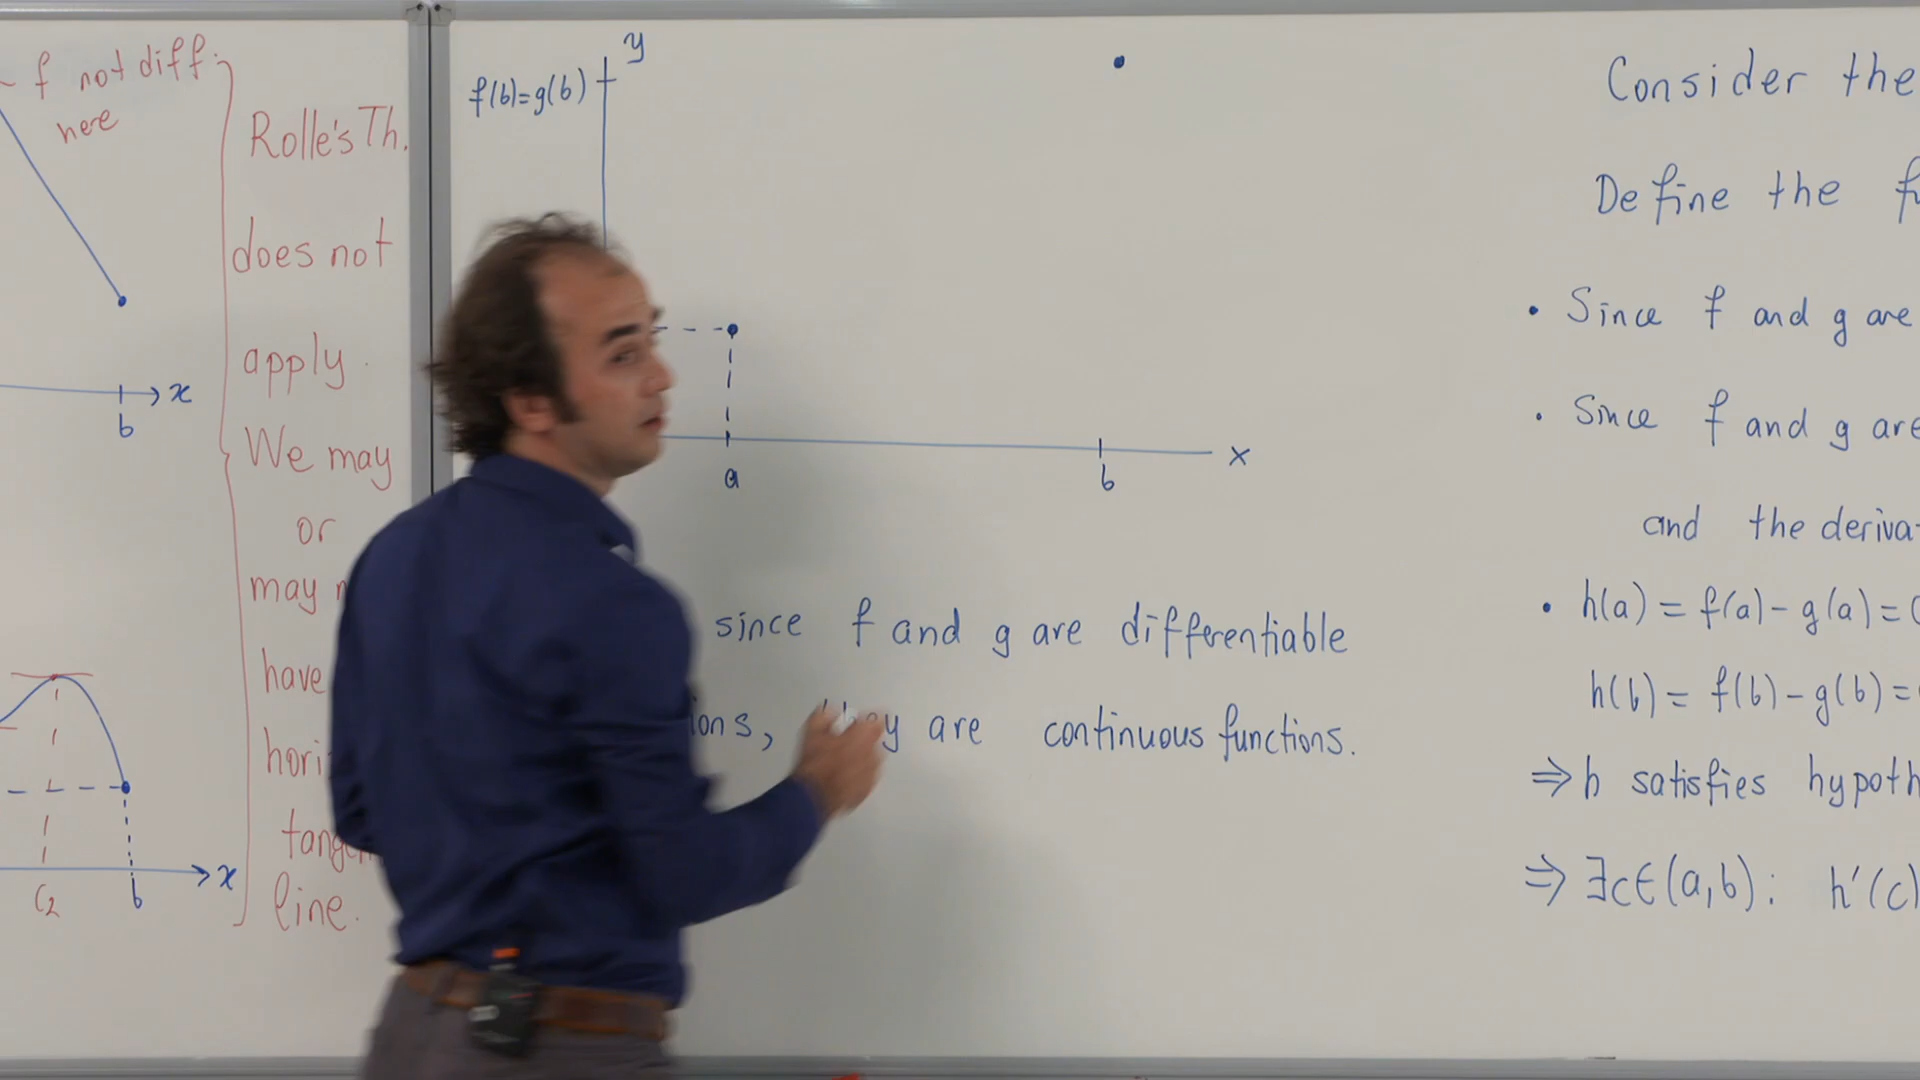 f not diff.
here
x
b
C2
b
x
Rolle's Th.
does not
apply.
We may
or
may
have
hori
tangen
line.
y
f(b)=g(b)
a
b
x
since f and g are differentiable
ions, they are continuous functions.
Consider the
Define the
• Since f and g are
• Since f and g are
and the deriva
• h(a) = f(a) - g(a) =
h(b) = f(b) - g(b) =
⇒ h satisfies hypoth
⇒ ∃c∈(a,b): h'(c)